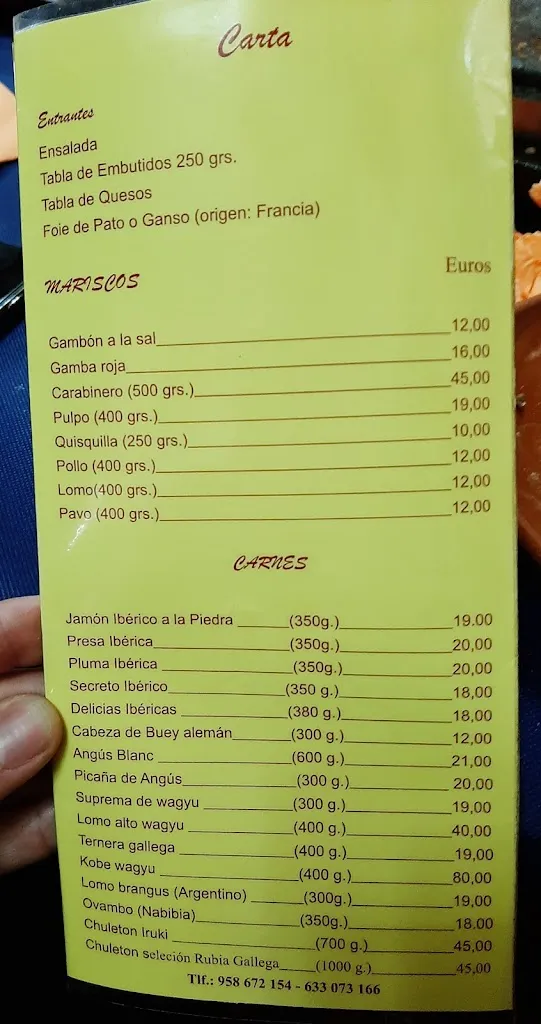 Carta
Entrantes
Ensalada
Tabla de Embutidos 250 grs.
Tabla de Quesos
Foie de Pato o Ganso (origen: Francia)
Euros
MARISCOS
Gambón a la sal 12,00
Gamba roja 16,00
Carabinero (500 grs.) 45,00
Pulpo (400 grs.) 19,00
Quisquilla (250 grs.) 10,00
Pollo (400 grs.) 12,00
Lomo(400 grs.) 12,00
Pavo (400 grs.) 12,00
CARNES
Jamón Ibérico a la Piedra (350g.) 19.00
Presa Ibérica (350g.) 20,00
Pluma Ibérica (350g.) 20,00
Secreto Ibérico (350 g.) 18,00
Delicias Ibéricas (380 g.) 18,00
Cabeza de Buey alemán (300 g.) 12,00
Angús Blanc (600 g.) 21,00
Picaña de Angús (300 g.) 20,00
Suprema de wagyu (300 g.) 19,00
Lomo alto wagyu (400 g.) 40,00
Ternera gallega (400 g.) 19,00
Kobe wagyu (400 g.) 80,00
Lomo brangus (Argentino) (300g.) 19,00
Ovambo (Nabibia) (350g.) 18.00
Chuleton Iruki (700 g.) 45,00
Chuleton seleción Rubia Gallega (1000 g.) 45,00
Tlf.: 958 672 154 - 633 073 166